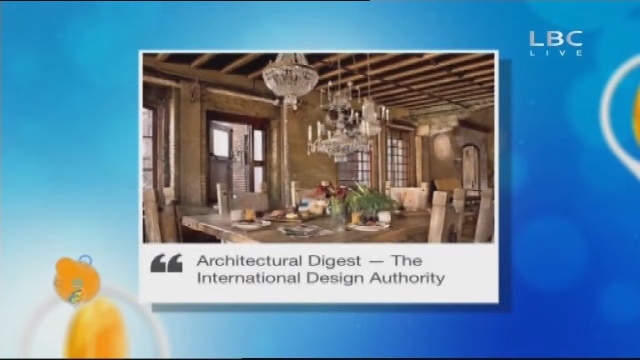 LBC
LIVE
“ Architectural Digest — The
International Design Authority